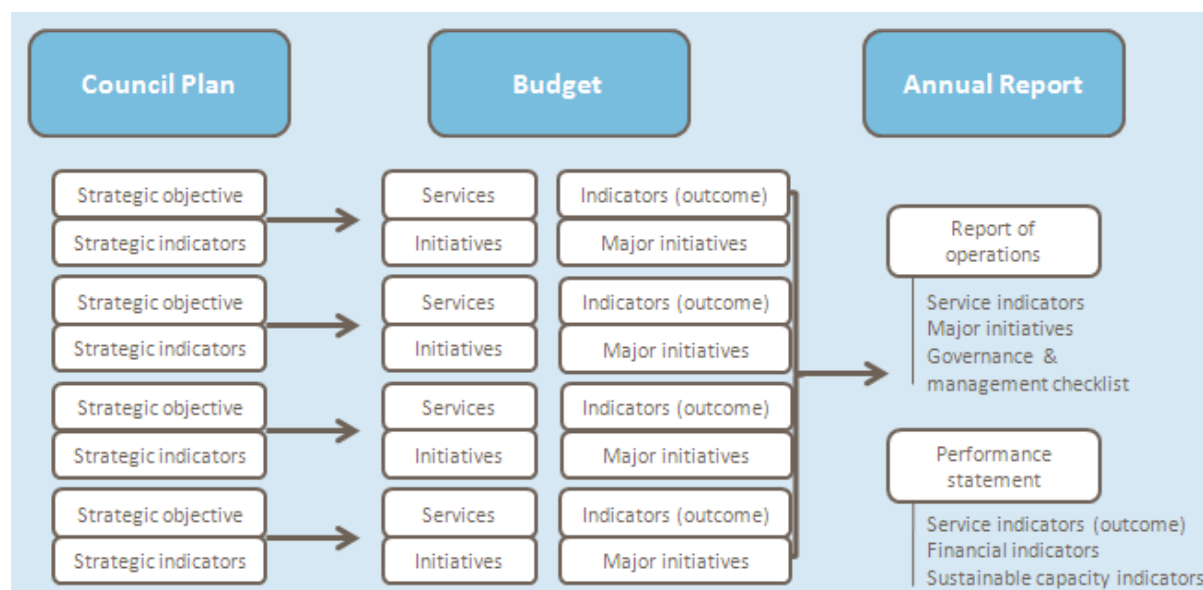 Council Plan
Budget
Annual Report
Strategic objective
Strategic indicators
Strategic objective
Strategic indicators
Strategic objective
Strategic indicators
Strategic objective
Strategic indicators
Services
Initiatives
Services
Initiatives
Services
Initiatives
Services
Initiatives
Indicators (outcome)
Major initiatives
Indicators (outcome)
Major initiatives
Indicators (outcome)
Major initiatives
Indicators (outcome)
Major initiatives
Report of
operations
Service indicators
Major initiatives
Governance &
management checklist
Performance
statement
Service indicators (outcome)
Financial indicators
Sustainable capacity indicators